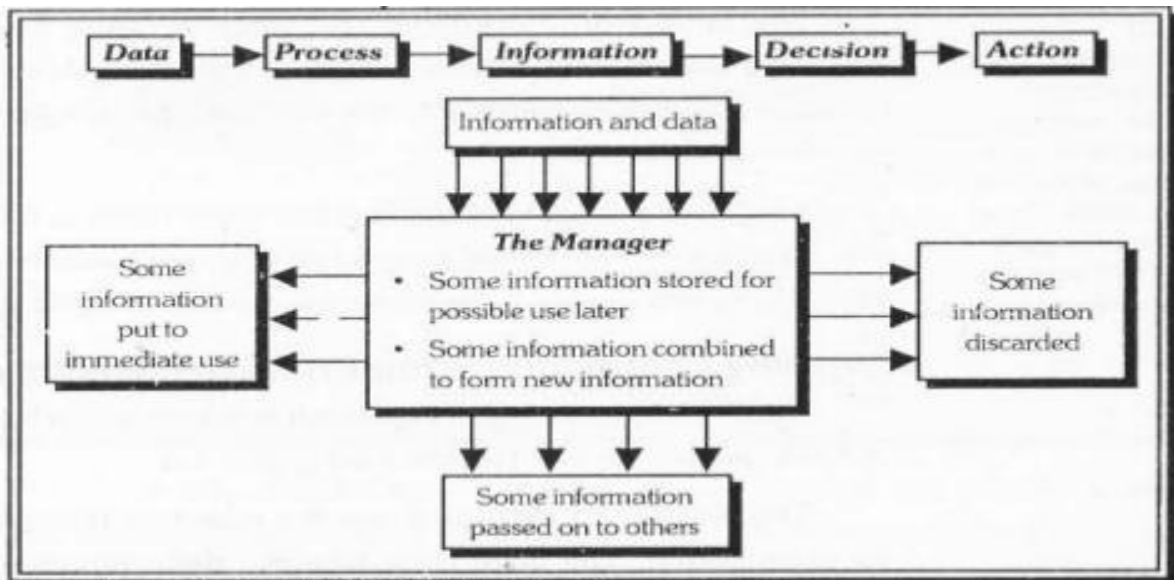 Data Process Information Decision Action
Information and data
The Manager
• Some information stored for
possible use later
• Some information combined
to form new information
Some
information
put to
immediate use
Some
information
discarded
Some information
passed on to others